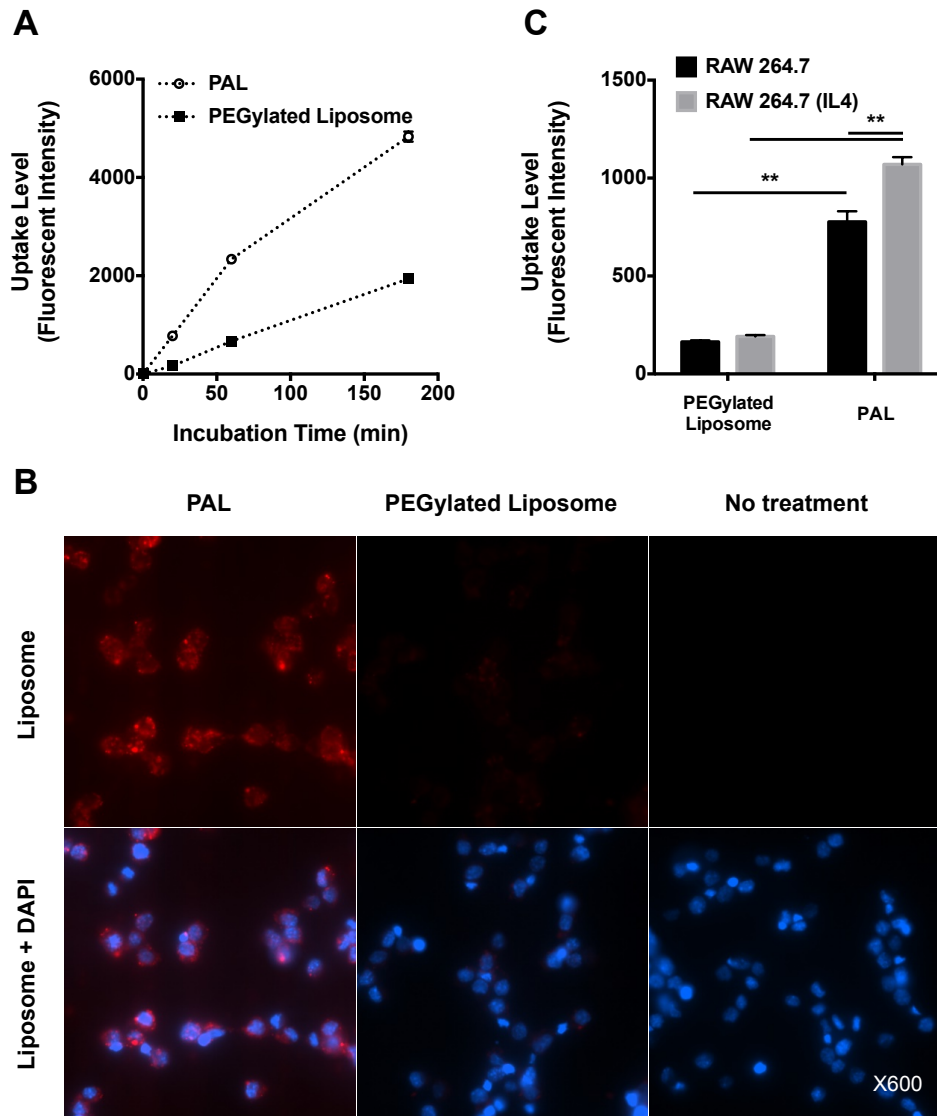 A
6000
4000
2000
0
0
50
100
150
200
Uptake Level
(Fluorescent Intensity)
Incubation Time (min)
PAL
PEGylated Liposome
C
RAW 264.7
RAW 264.7 (IL4)
1500
1000
500
0
Uptake Level
(Fluorescent Intensity)
**
**
PEGylated
Liposome
PAL
B
PAL
PEGylated Liposome
No treatment
Liposome
Liposome + DAPI
X600